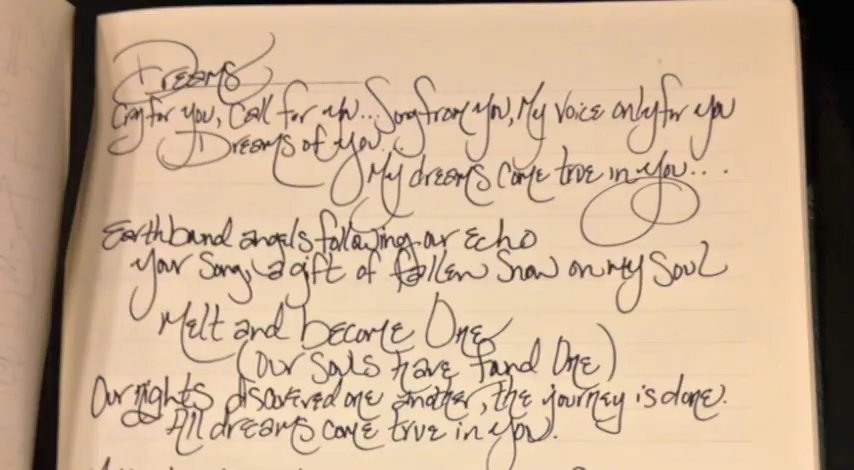 Dreams
Cry for you, Call for you... Song from you, My voice only for you
Dreams of you...
My dreams come true in you....
Earthbound angels following our Echo
Your Song, a gift of fallen Snow on my Soul
Melt and become One
(Our Souls have found One)
Our nights discovered one another, the journey is done.
All dreams come true in you.